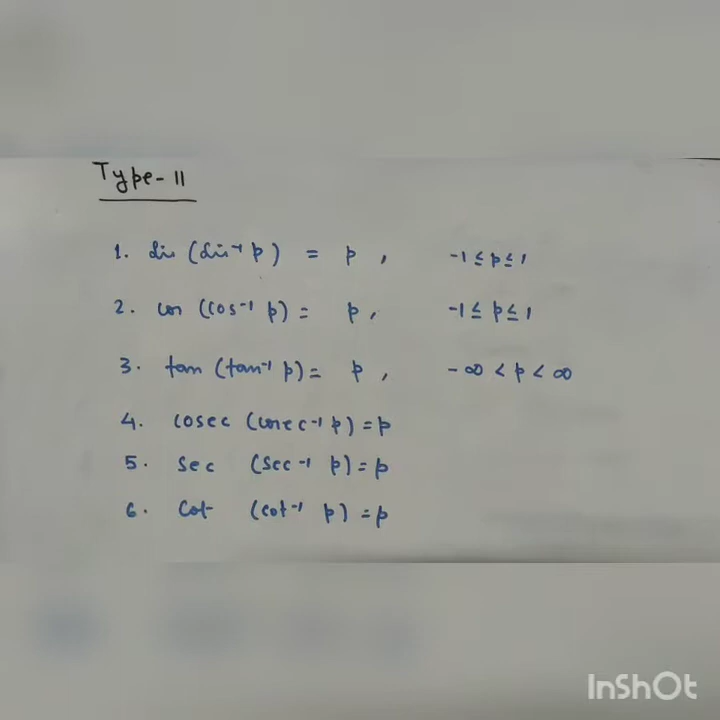 Type-II
1. sin (sin⁻¹ p) = p, -1 ≤ p ≤ 1
2. cos (cos⁻¹ p) = p, -1 ≤ p ≤ 1
3. tan (tan⁻¹ p) = p, -∞ < p < ∞
4. cosec (cosec⁻¹ p) = p
5. sec (sec⁻¹ p) = p
6. cot (cot⁻¹ p) = p
InShOt